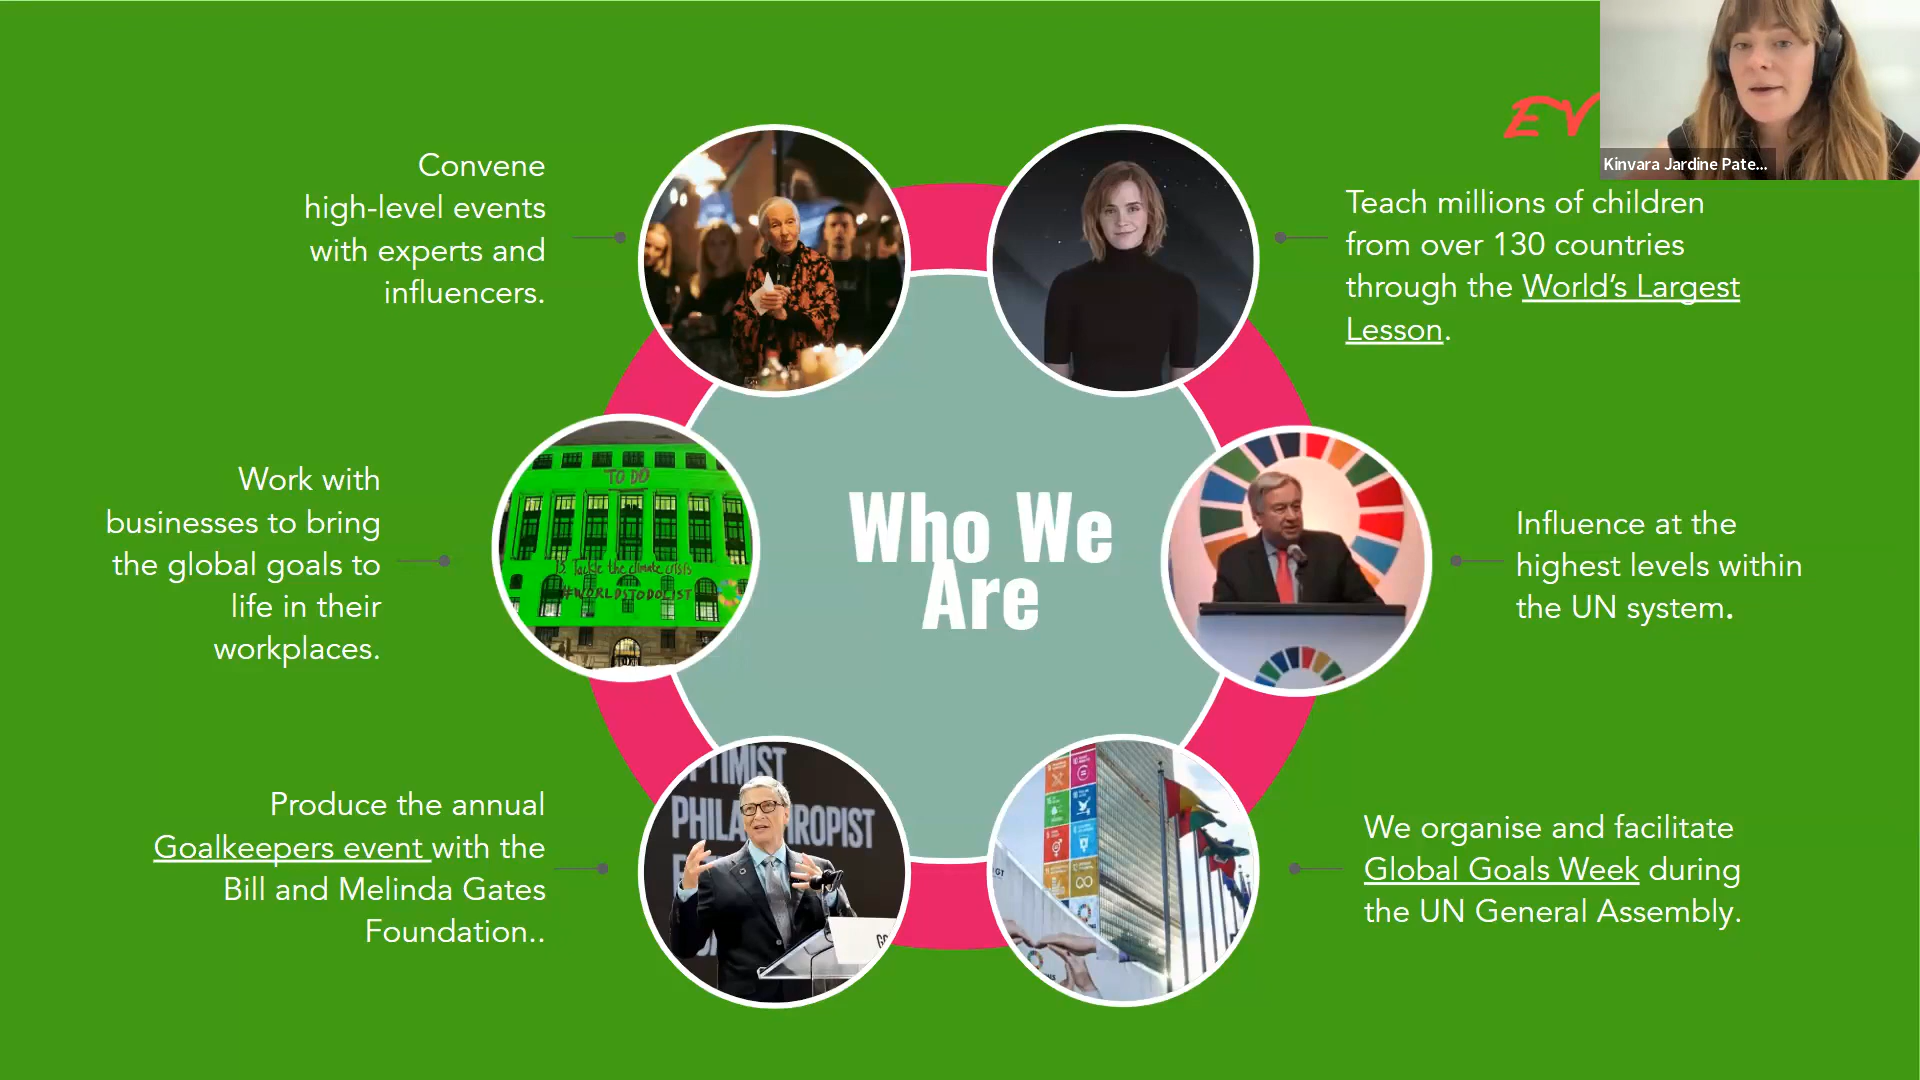 EV
Kinvara Jardine Pate...
Convene
high-level events
with experts and
influencers.
Teach millions of children
from over 130 countries
through the World's Largest
Lesson.
Work with
businesses to bring
the global goals to
life in their
workplaces.
TO DO
13. Tackle the climate crisis
#WORLDSTODOLIST
Who We
Are
Influence at the
highest levels within
the UN system.
Produce the annual
Goalkeepers event with the
Bill and Melinda Gates
Foundation..
We organise and facilitate
Global Goals Week during
the UN General Assembly.